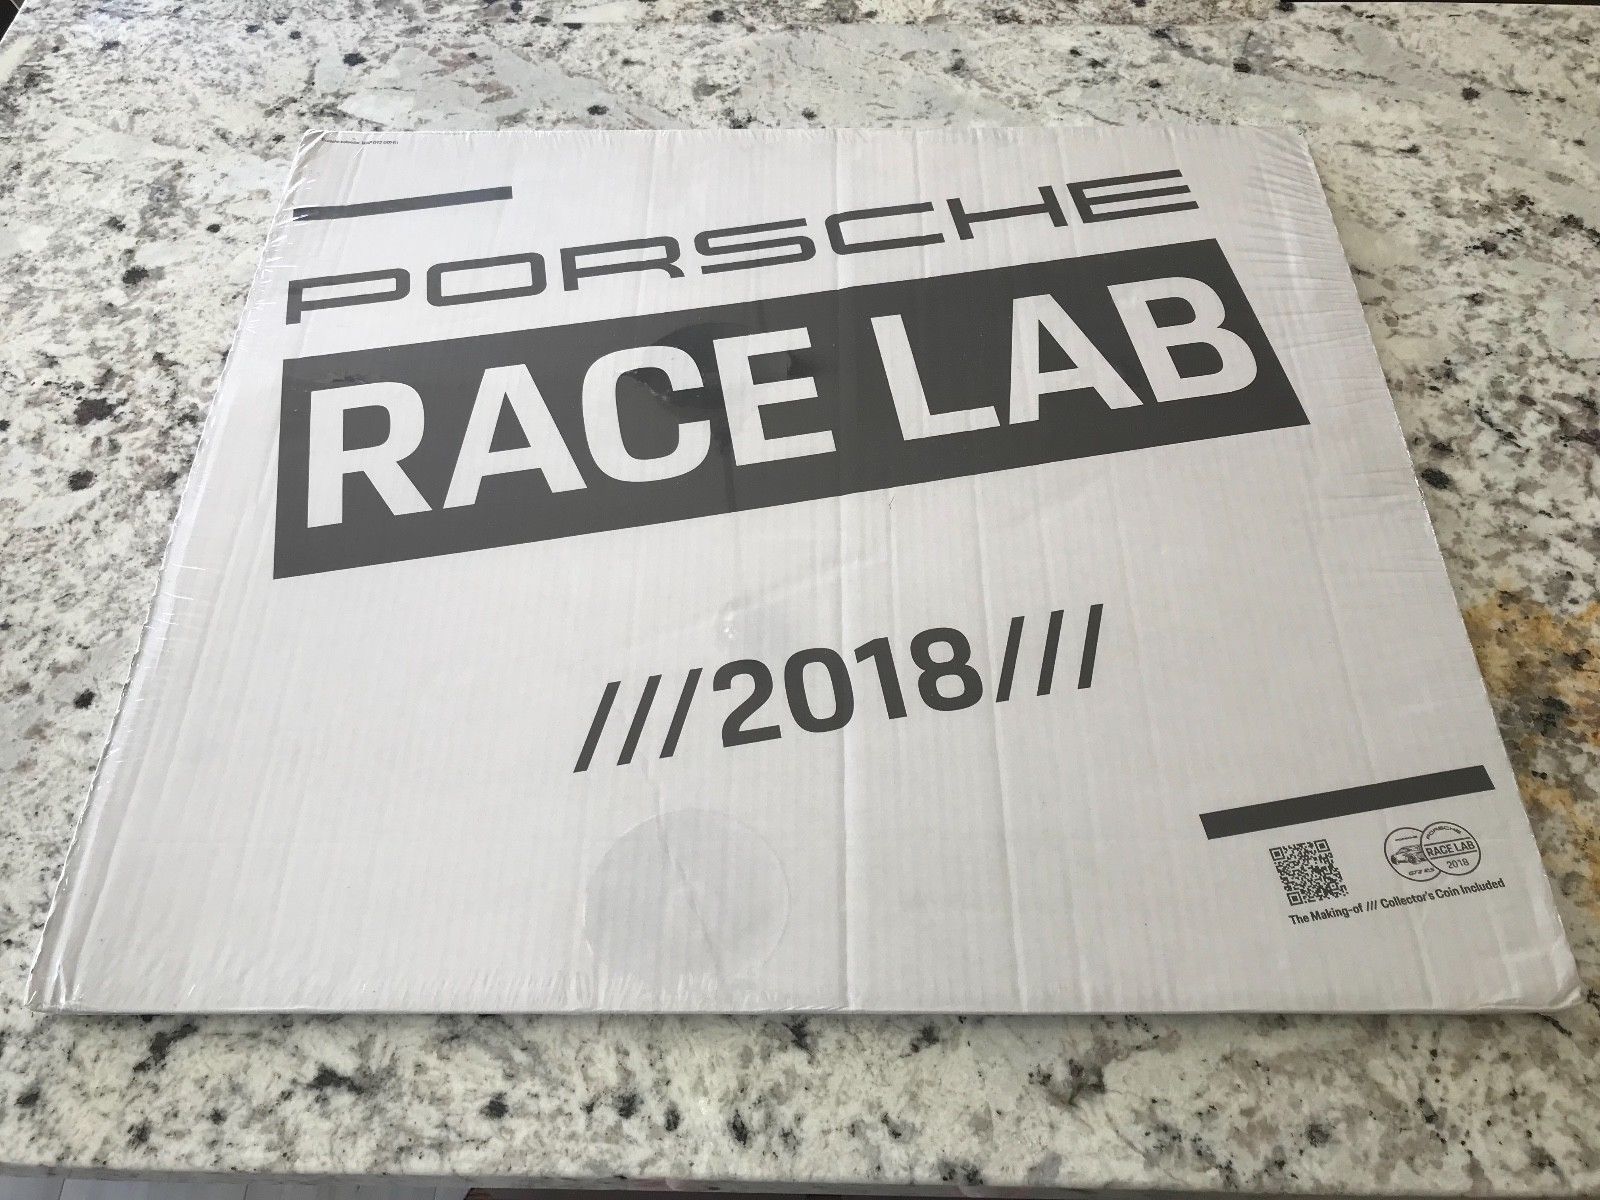 PORSCHE
RACE LAB
///2018///
PORSCHE
RACE LAB
2018
The Making-of /// Collector's Coin Included